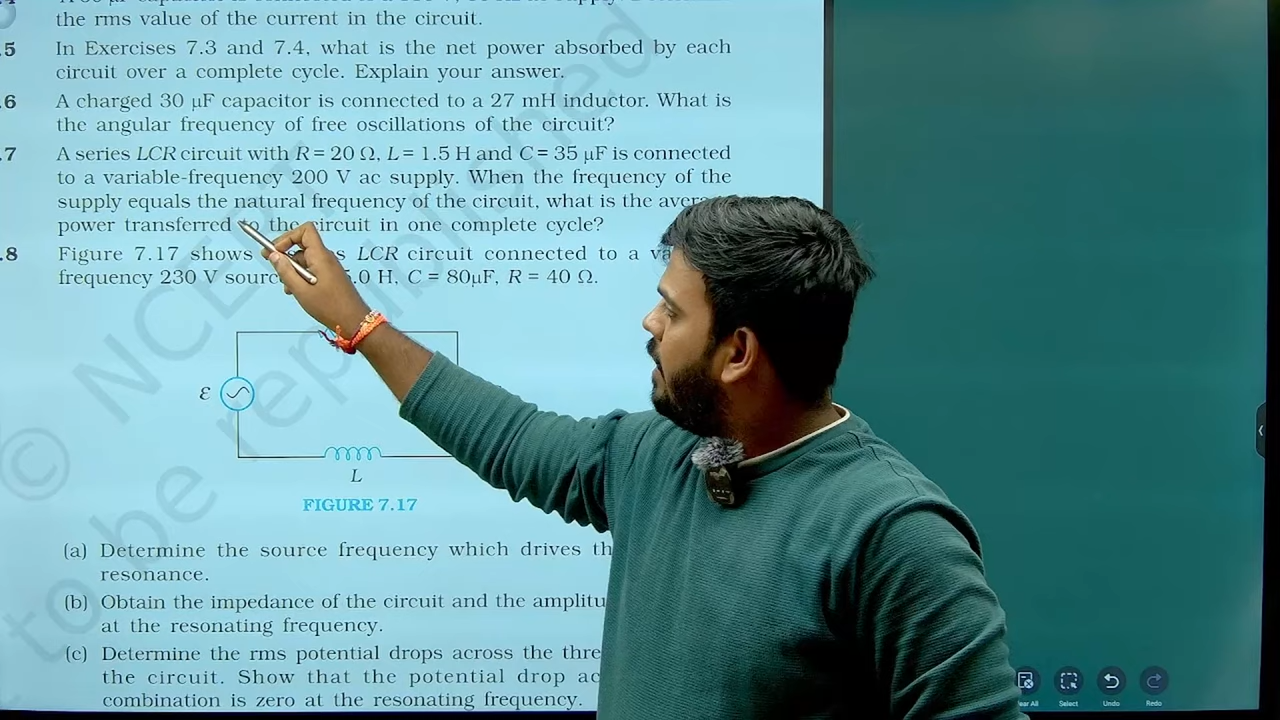 the rms value of the current in the circuit.
.5 In Exercises 7.3 and 7.4, what is the net power absorbed by each
circuit over a complete cycle. Explain your answer.
.6 A charged 30 μF capacitor is connected to a 27 mH inductor. What is
the angular frequency of free oscillations of the circuit?
.7 A series LCR circuit with R = 20 Ω, L = 1.5 H and C = 35 μF is connected
to a variable-frequency 200 V ac supply. When the frequency of the
supply equals the natural frequency of the circuit, what is the
power transferred to the circuit in one complete cycle?
.8 Figure 7.17 shows LCR circuit connected to a
frequency 230 V .0 H, C = 80μF, R = 40 Ω.
ε
L
FIGURE 7.17
(a) Determine the source frequency which drives
resonance.
(b) Obtain the impedance of the circuit and the
at the resonating frequency.
(c) Determine the rms potential drops across the
the circuit. Show that the potential drop
combination is zero at the resonating frequency.
© NCERT
to be republished
Select
Undo
Redo